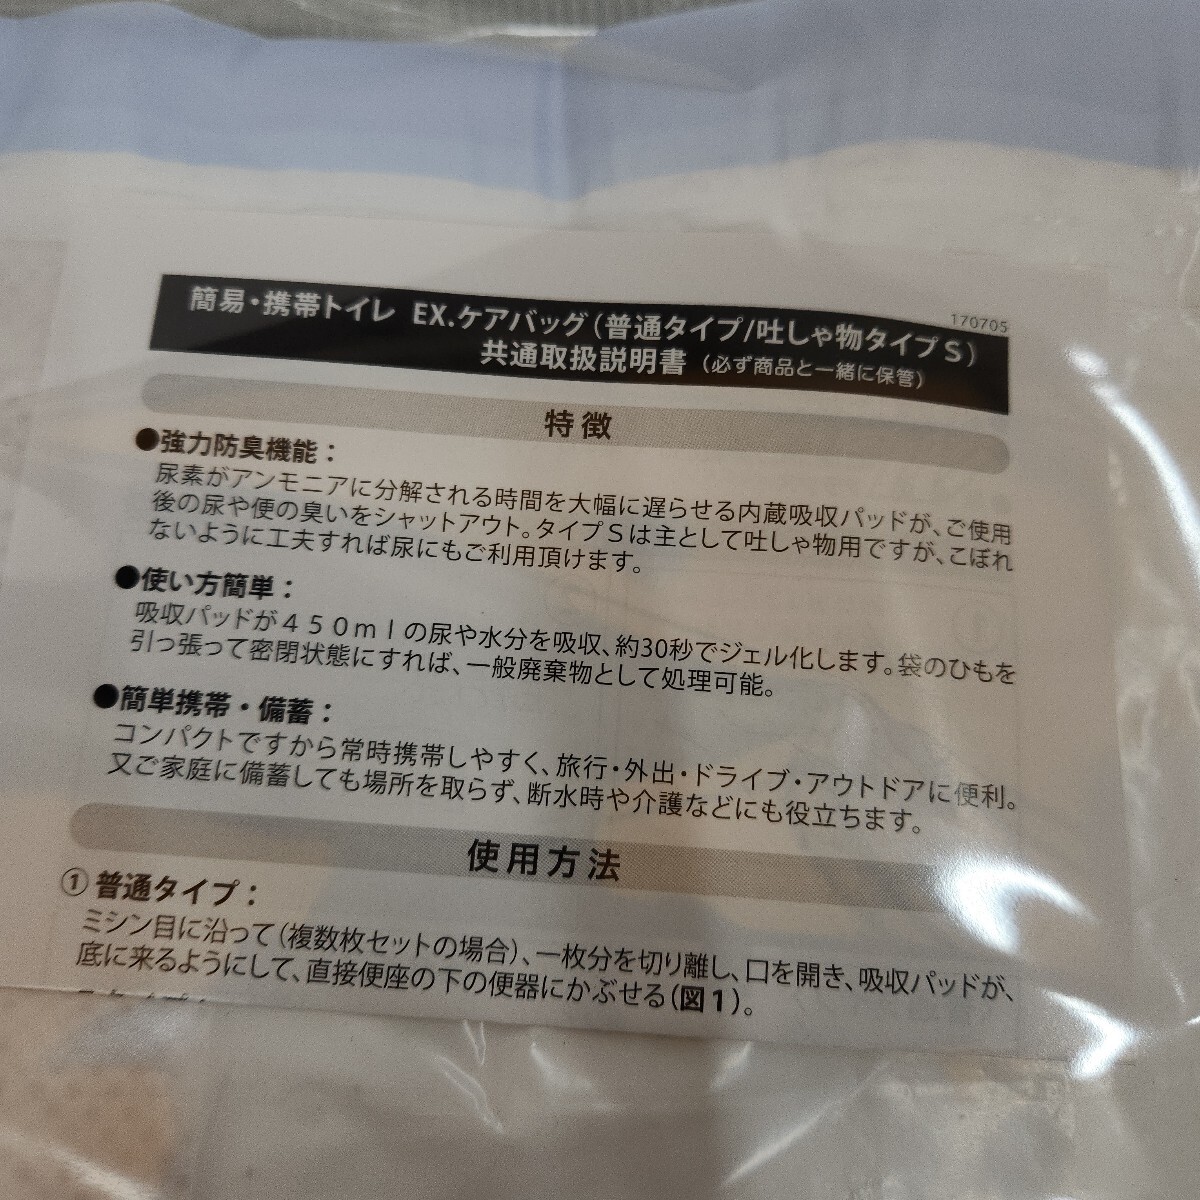 170705
簡易・携帯トイレ EX.ケアバッグ(普通タイプ/吐しゃ物タイプS)
共通取扱説明書(必ず商品と一緒に保管)
特徴
●強力防臭機能：
尿素がアンモニアに分解される時間を大幅に遅らせる内蔵吸収パッドが、ご使用
後の尿や便の臭いをシャットアウト。タイプSは主として吐しゃ物用ですが、こぼれ
ないように工夫すれば尿にもご利用頂けます。
●使い方簡単：
吸収パッドが４５０ｍｌの尿や水分を吸収、約30秒でジェル化します。袋のひもを
引っ張って密閉状態にすれば、一般廃棄物として処理可能。
●簡単携帯・備蓄：
コンパクトですから常時携帯しやすく、旅行・外出・ドライブ・アウトドアに便利。
又ご家庭に備蓄しても場所を取らず、断水時や介護などにも役立ちます。
使用方法
①普通タイプ：
ミシン目に沿って(複数枚セットの場合)、一枚分を切り離し、口を開き、吸収パッドが、
底に来るようにして、直接便座の下の便器にかぶせる(図1)。